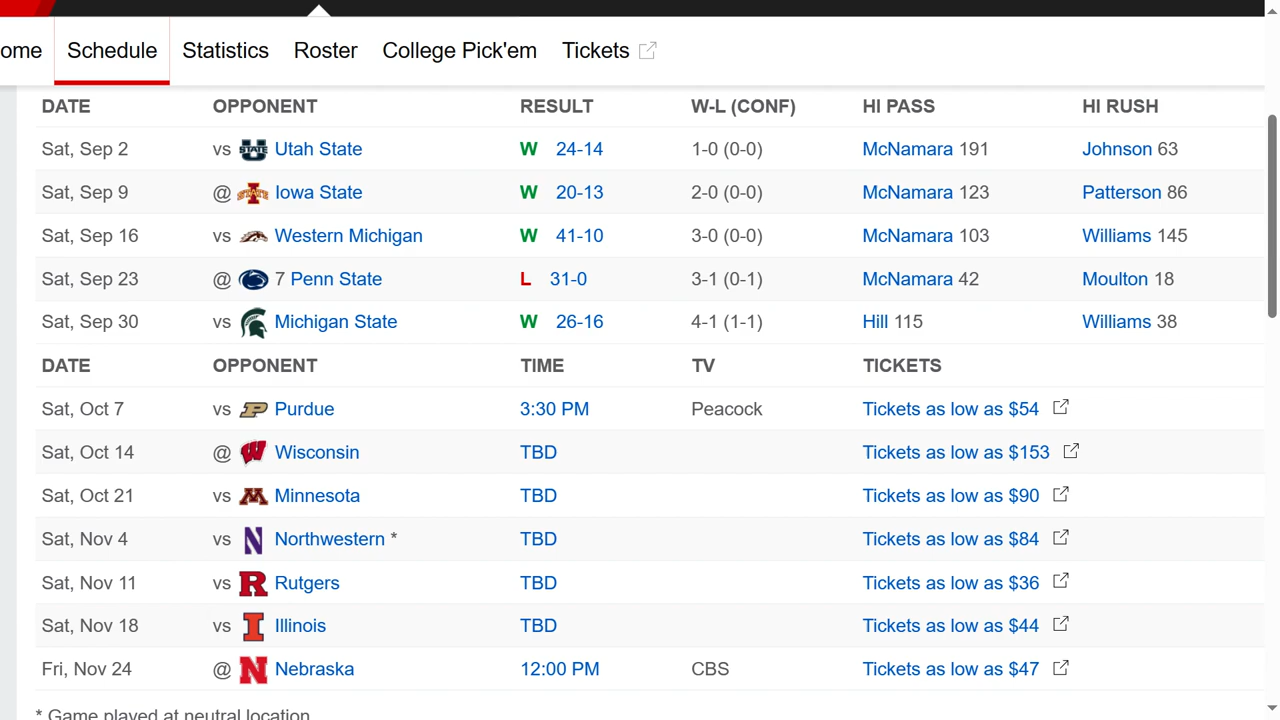 ome Schedule Statistics Roster College Pick'em Tickets
DATE OPPONENT RESULT W-L (CONF) HI PASS HI RUSH
Sat, Sep 2 vs Utah State W 24-14 1-0 (0-0) McNamara 191 Johnson 63
Sat, Sep 9 @ Iowa State W 20-13 2-0 (0-0) McNamara 123 Patterson 86
Sat, Sep 16 vs Western Michigan W 41-10 3-0 (0-0) McNamara 103 Williams 145
Sat, Sep 23 @ 7 Penn State L 31-0 3-1 (0-1) McNamara 42 Moulton 18
Sat, Sep 30 vs Michigan State W 26-16 4-1 (1-1) Hill 115 Williams 38
DATE OPPONENT TIME TV TICKETS
Sat, Oct 7 vs Purdue 3:30 PM Peacock Tickets as low as $54
Sat, Oct 14 @ Wisconsin TBD Tickets as low as $153
Sat, Oct 21 vs Minnesota TBD Tickets as low as $90
Sat, Nov 4 vs Northwestern * TBD Tickets as low as $84
Sat, Nov 11 vs Rutgers TBD Tickets as low as $36
Sat, Nov 18 vs Illinois TBD Tickets as low as $44
Fri, Nov 24 @ Nebraska 12:00 PM CBS Tickets as low as $47
* Game played at neutral location